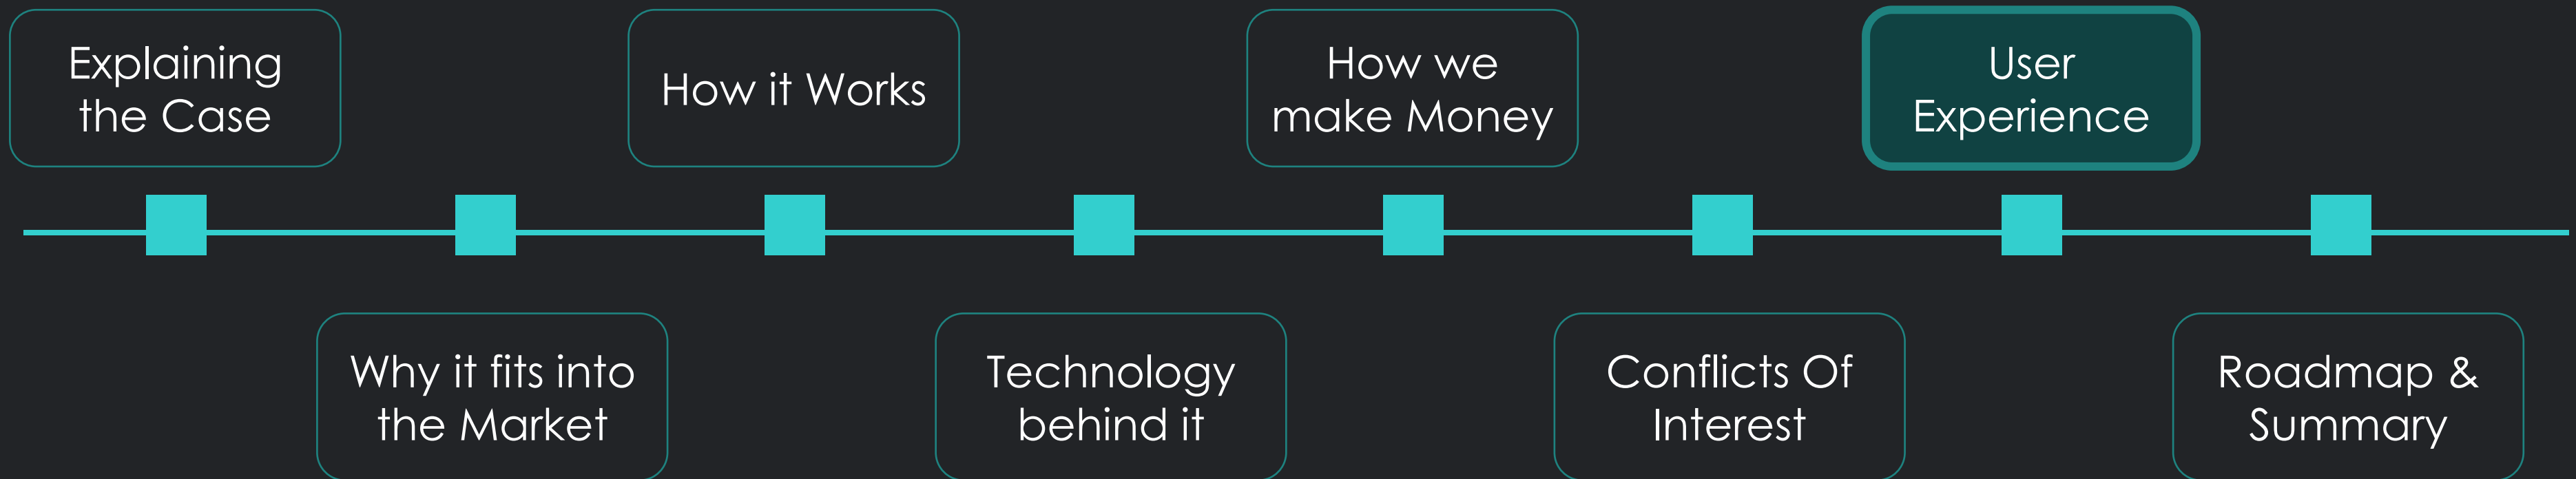 Explaining
the Case
How it Works
How we
make Money
User
Experience
Why it fits into
the Market
Technology
behind it
Conflicts Of
Interest
Roadmap &
Summary